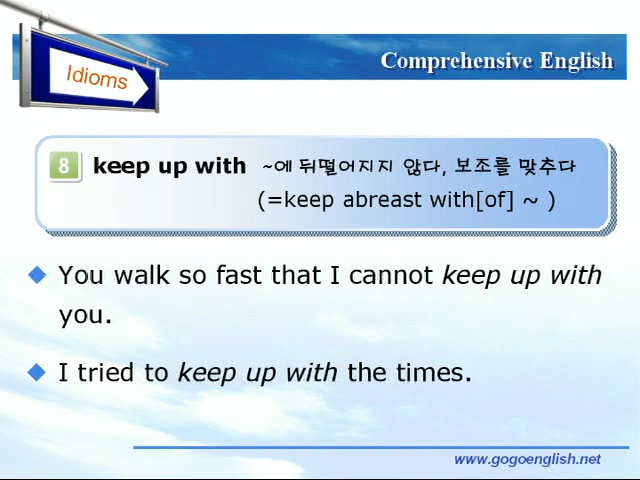 Comprehensive English
Idioms
8 keep up with ~에 뒤떨어지지 않다, 보조를 맞추다
(=keep abreast with[of] ~ )
You walk so fast that I cannot keep up with
you.
I tried to keep up with the times.
www.gogoenglish.net